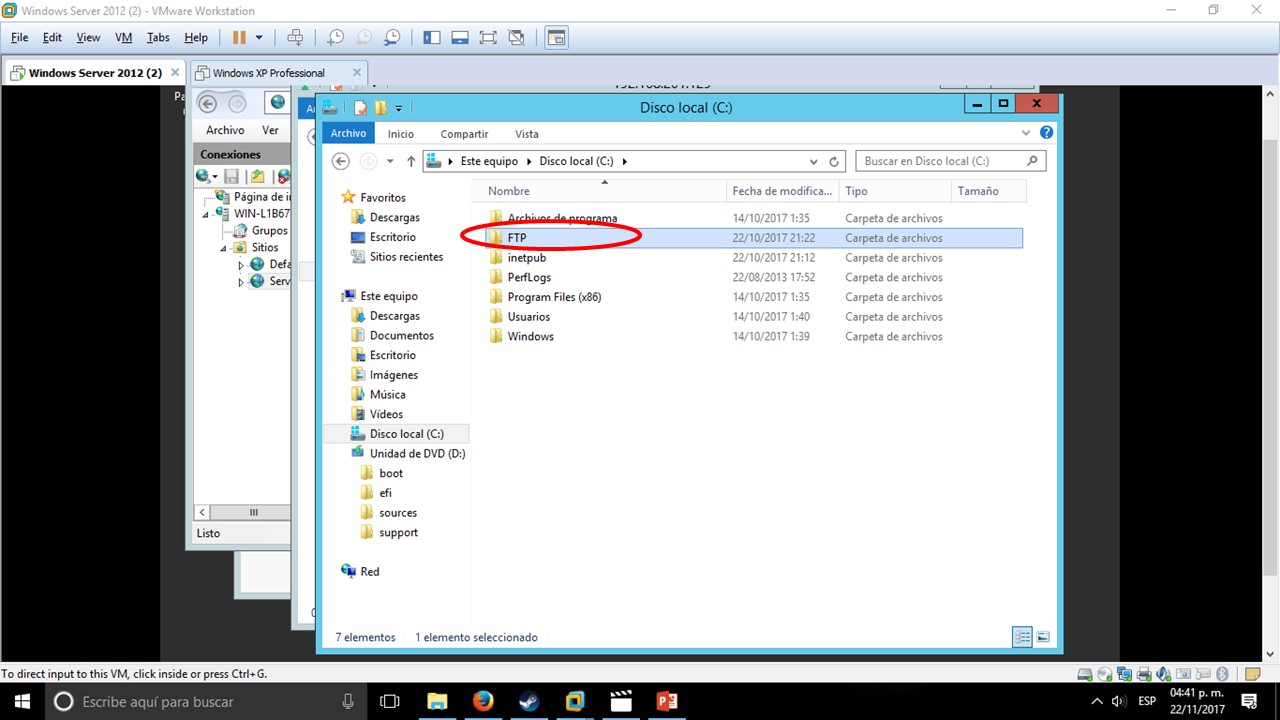 Windows Server 2012 (2) - VMware Workstation
File Edit View VM Tabs Help
Windows Server 2012 (2) Windows XP Professional
Archivo Ver
Conexiones
Página de
WIN-L1B67
Grupos
Sitios
Defa
Serv
Listo
Disco local (C:)
Archivo Inicio Compartir Vista
Este equipo Disco local (C:)
Buscar en Disco local (C:)
Favoritos
Descargas
Escritorio
Sitios recientes
Este equipo
Descargas
Documentos
Escritorio
Imágenes
Música
Vídeos
Disco local (C:)
Unidad de DVD (D:)
boot
efi
sources
support
Red
Nombre Fecha de modifica... Tipo Tamaño
Archivos de programa 14/10/2017 1:35 Carpeta de archivos
FTP 22/10/2017 21:22 Carpeta de archivos
inetpub 22/10/2017 21:12 Carpeta de archivos
PerfLogs 22/08/2013 17:52 Carpeta de archivos
Program Files (x86) 14/10/2017 1:35 Carpeta de archivos
Usuarios 14/10/2017 1:40 Carpeta de archivos
Windows 14/10/2017 1:39 Carpeta de archivos
7 elementos 1 elemento seleccionado
To direct input to this VM, click inside or press Ctrl+G.
Escribe aquí para buscar
ESP
04:41 p. m.
22/11/2017